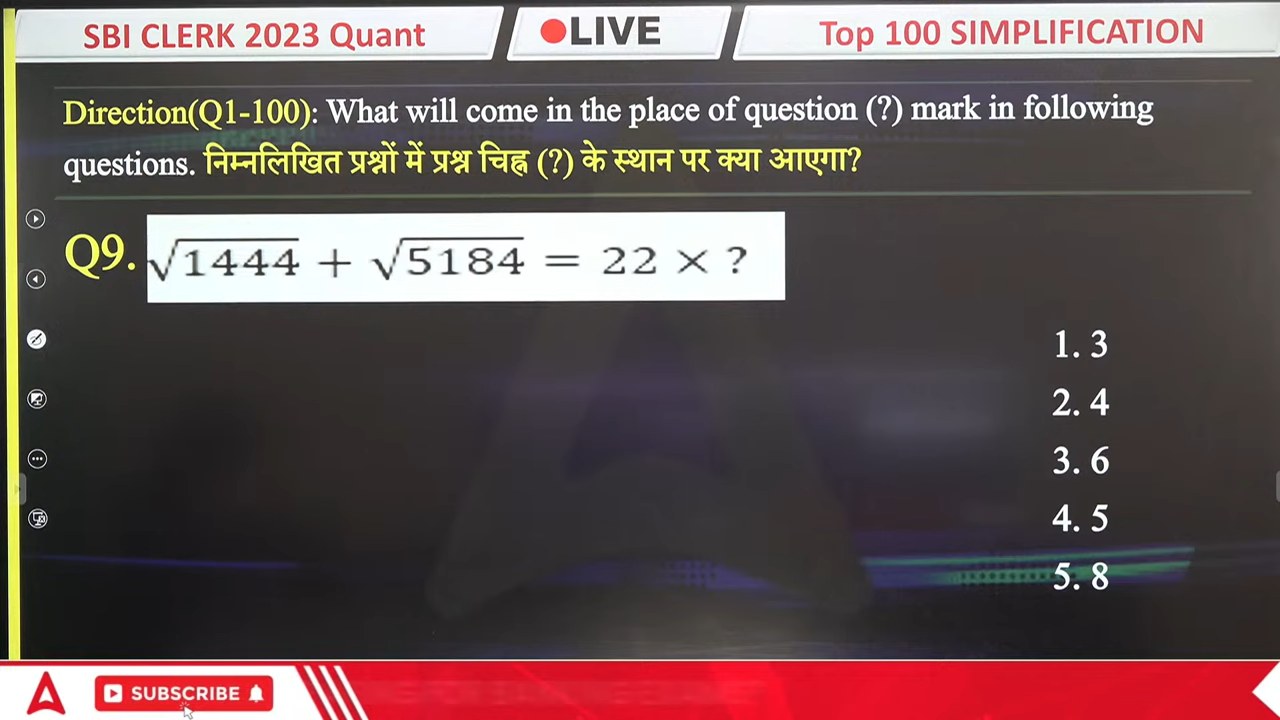 SBI CLERK 2023 Quant
LIVE
Top 100 SIMPLIFICATION
Direction(Q1-100): What will come in the place of question (?) mark in following
questions. निम्नलिखित प्रश्नों में प्रश्न चिह्न (?) के स्थान पर क्या आएगा?
Q9. √1444 + √5184 = 22 × ?
1. 3
2. 4
3. 6
4. 5
5. 8
SUBSCRIBE